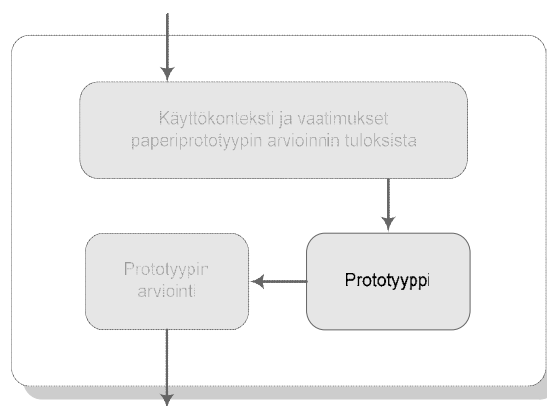 Käyttökonteksti ja vaatimukset
paperiprototyypin arvioinnin tuloksista
Prototyypin
arviointi
Prototyyppi